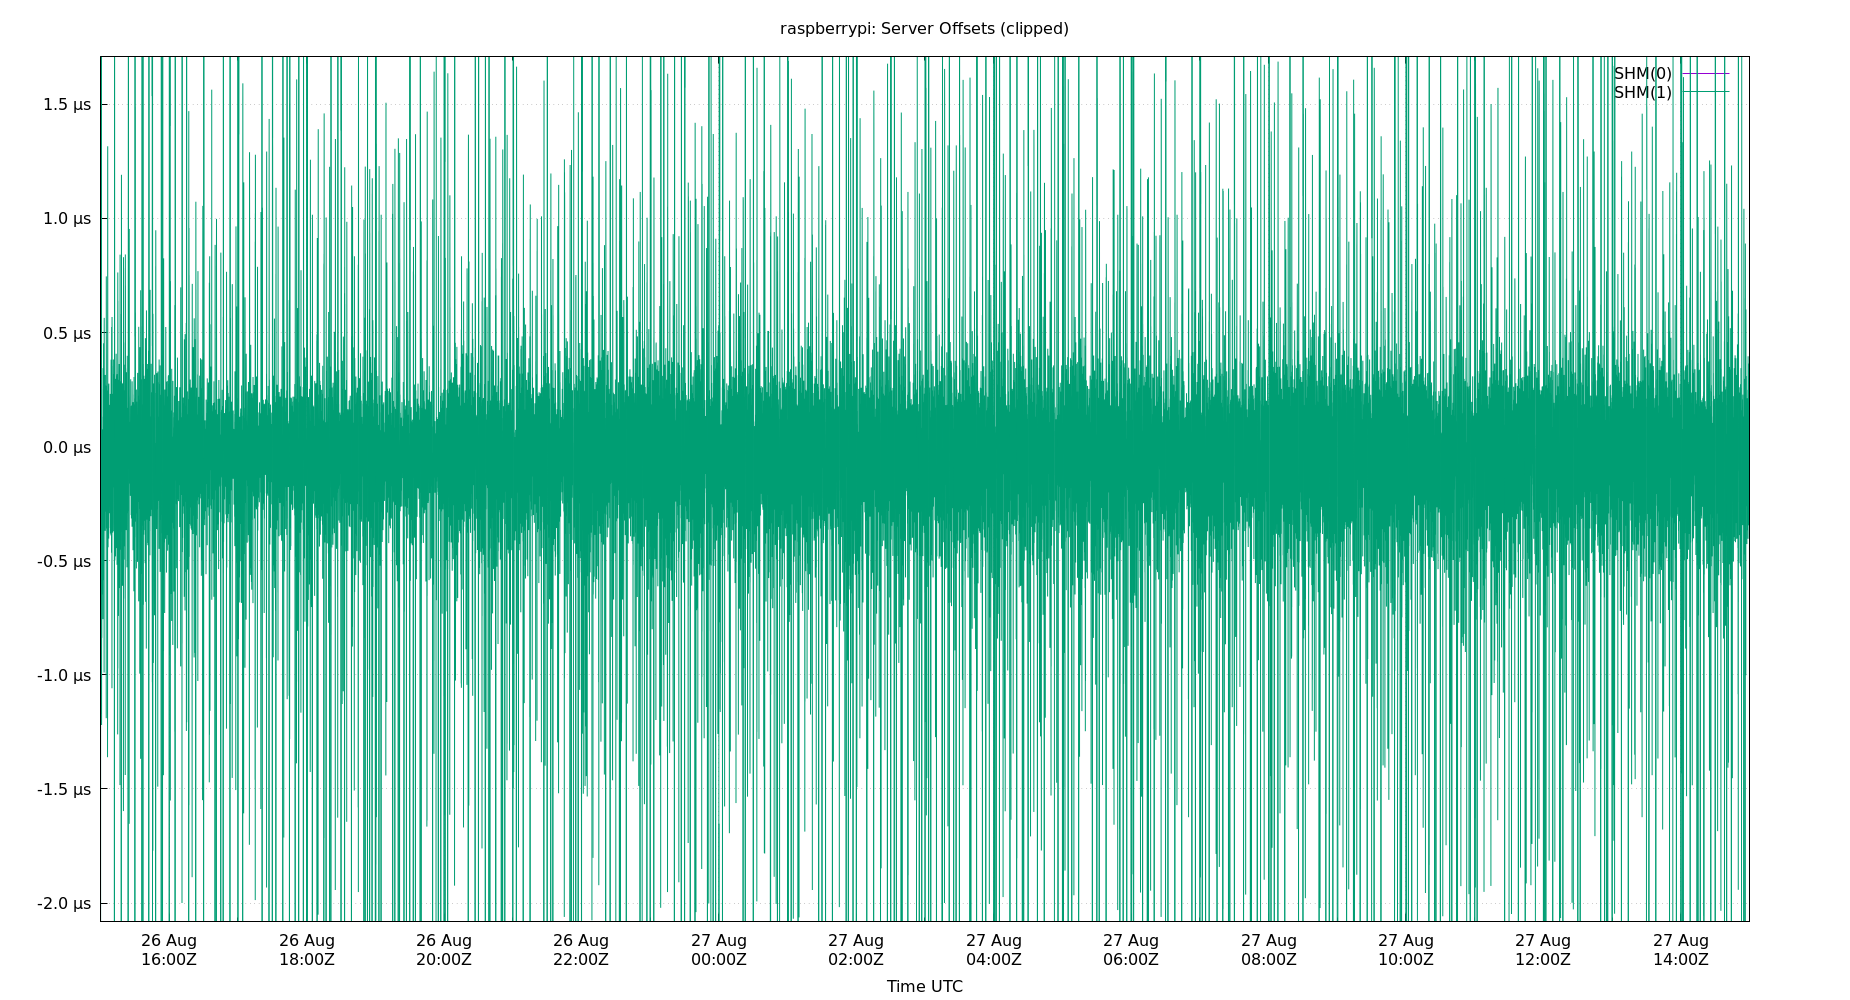 raspberrypi: Server Offsets (clipped)
SHM(0)
SHM(1)
1.5 µs
1.0 µs
0.5 µs
0.0 µs
-0.5 µs
-1.0 µs
-1.5 µs
-2.0 µs
26 Aug 26 Aug 26 Aug 26 Aug 27 Aug 27 Aug 27 Aug 27 Aug 27 Aug 27 Aug 27 Aug 27 Aug
16:00Z 18:00Z 20:00Z 22:00Z 00:00Z 02:00Z 04:00Z 06:00Z 08:00Z 10:00Z 12:00Z 14:00Z
Time UTC